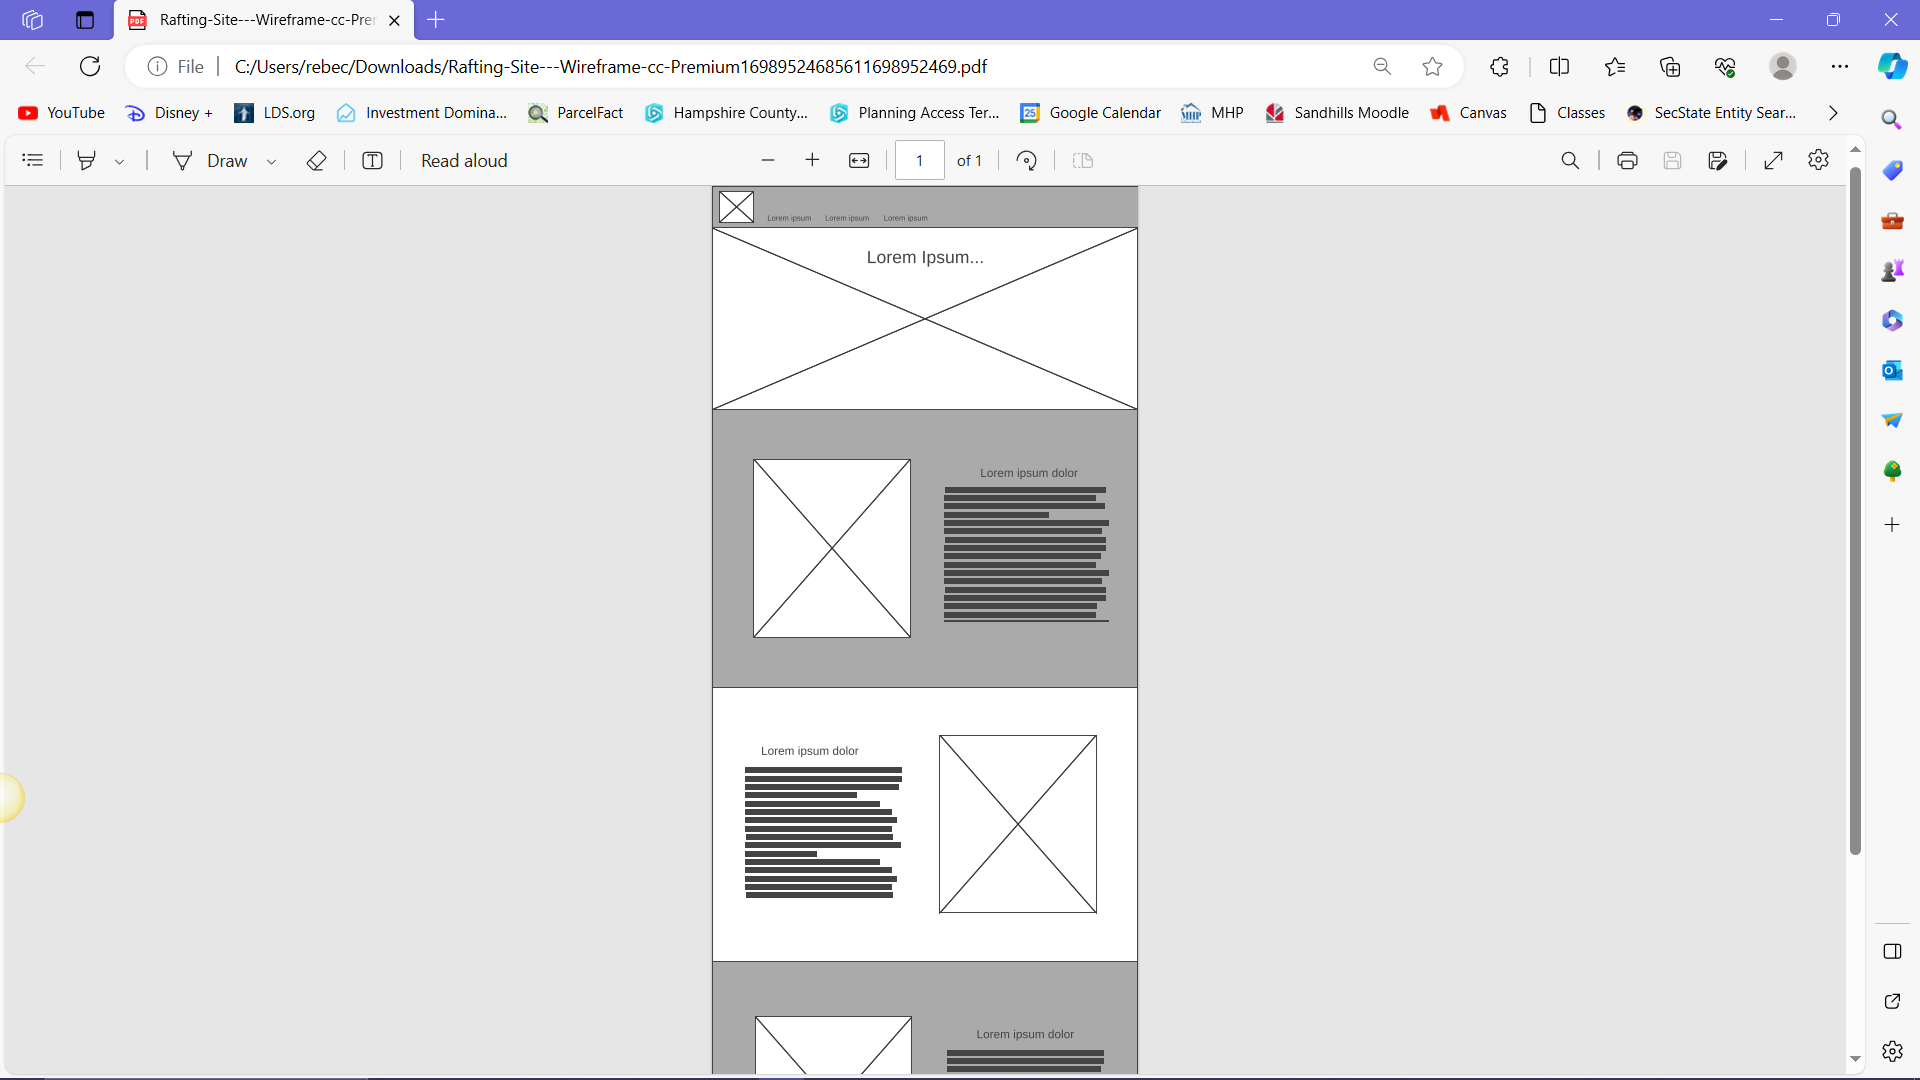 Rafting-Site---Wireframe-cc-Prer
File C:/Users/rebec/Downloads/Rafting-Site---Wireframe-cc-Premium16989524685611698952469.pdf
YouTube Disney + LDS.org Investment Domina... ParcelFact Hampshire County... Planning Access Ter... 25 Google Calendar MHP Sandhills Moodle Canvas Classes SecState Entity Sear...
Draw Read aloud 1 of 1
Lorem ipsum Lorem ipsum Lorem ipsum
Lorem Ipsum...
Lorem ipsum dolor
Lorem ipsum dolor
Lorem ipsum dolor